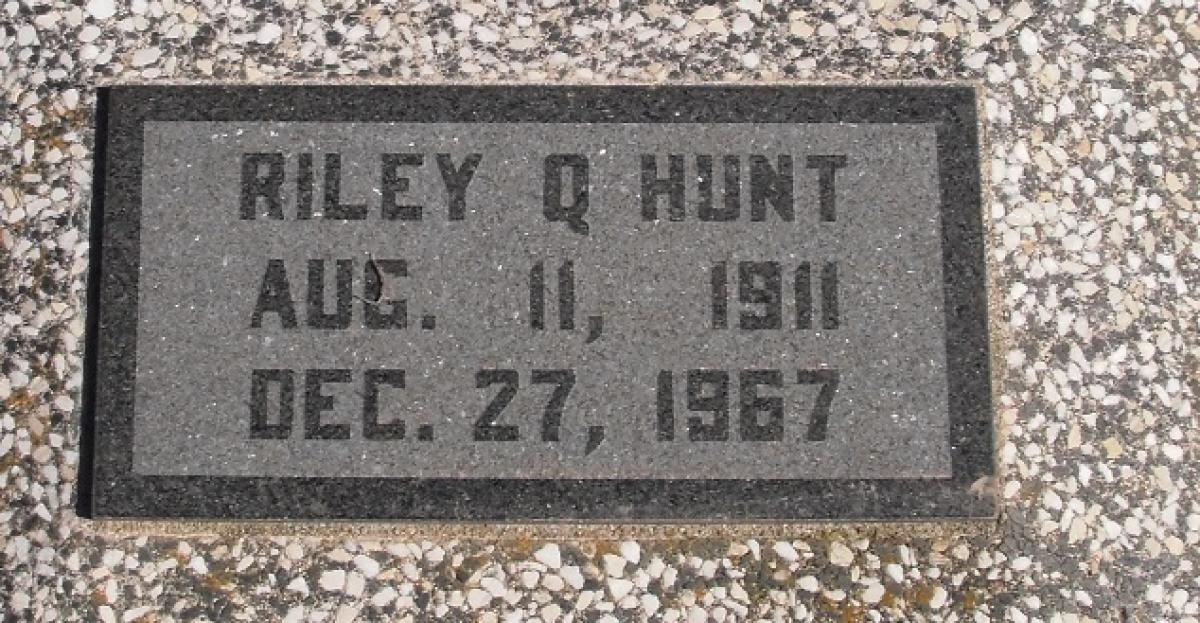 RILEY Q HUNT
AUG. 11, 1911
DEC. 27, 1967